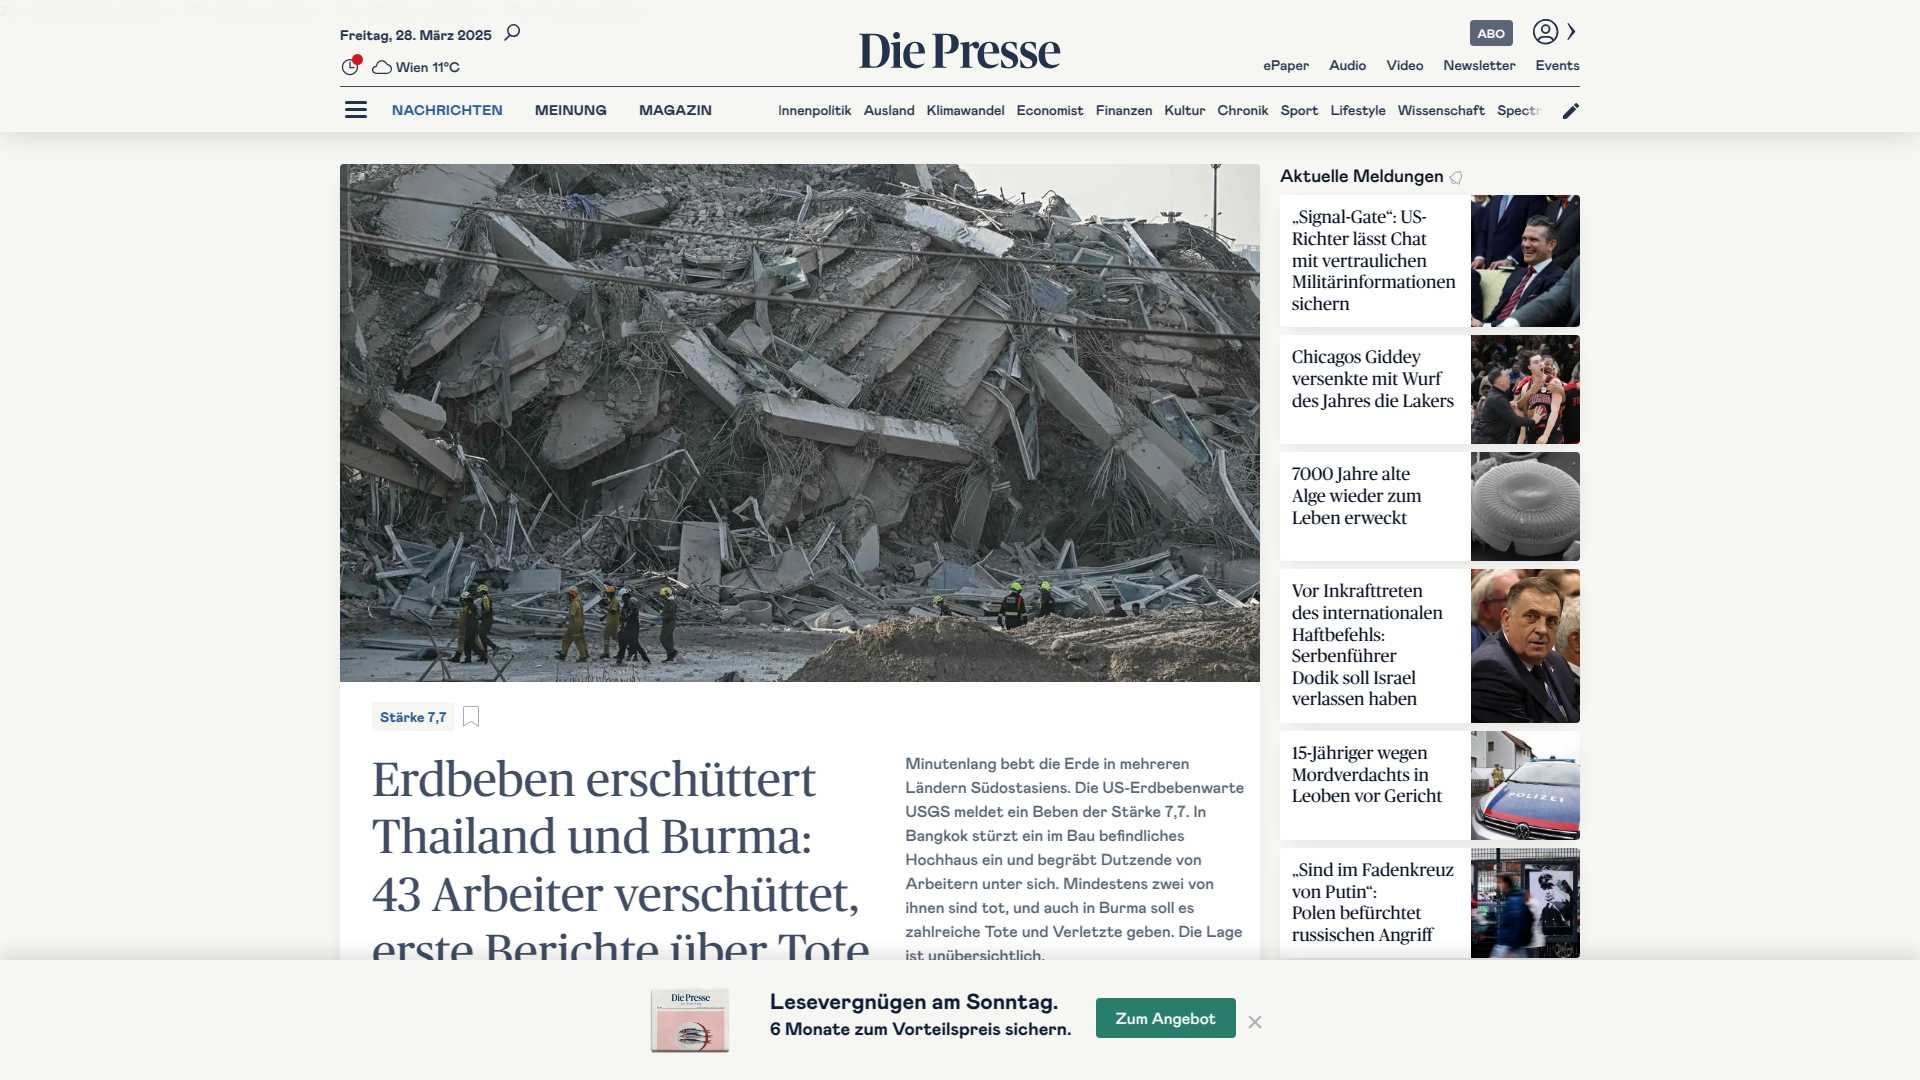 Freitag, 28. März 2025
Wien 11°C
Die Presse
ABO
ePaper Audio Video Newsletter Events
NACHRICHTEN MEINUNG MAGAZIN
Innenpolitik Ausland Klimawandel Economist Finanzen Kultur Chronik Sport Lifestyle Wissenschaft Spectr
Stärke 7,7
Erdbeben erschüttert
Thailand und Burma:
43 Arbeiter verschüttet,
erste Berichte über Tote
Minutenlang bebt die Erde in mehreren
Ländern Südostasiens. Die US-Erdbebenwarte
USGS meldet ein Beben der Stärke 7,7. In
Bangkok stürzt ein im Bau befindliches
Hochhaus ein und begräbt Dutzende von
Arbeitern unter sich. Mindestens zwei von
ihnen sind tot, und auch in Burma soll es
zahlreiche Tote und Verletzte geben. Die Lage
ist unübersichtlich.
Aktuelle Meldungen
„Signal-Gate“: US-
Richter lässt Chat
mit vertraulichen
Militärinformationen
sichern
Chicagos Giddey
versenkte mit Wurf
des Jahres die Lakers
7000 Jahre alte
Alge wieder zum
Leben erweckt
Vor Inkrafttreten
des internationalen
Haftbefehls:
Serbenführer
Dodik soll Israel
verlassen haben
15-Jähriger wegen
Mordverdachts in
Leoben vor Gericht
POLIZEI
„Sind im Fadenkreuz
von Putin“:
Polen befürchtet
russischen Angriff
Die Presse
Lesevergnügen am Sonntag.
6 Monate zum Vorteilspreis sichern.
Zum Angebot